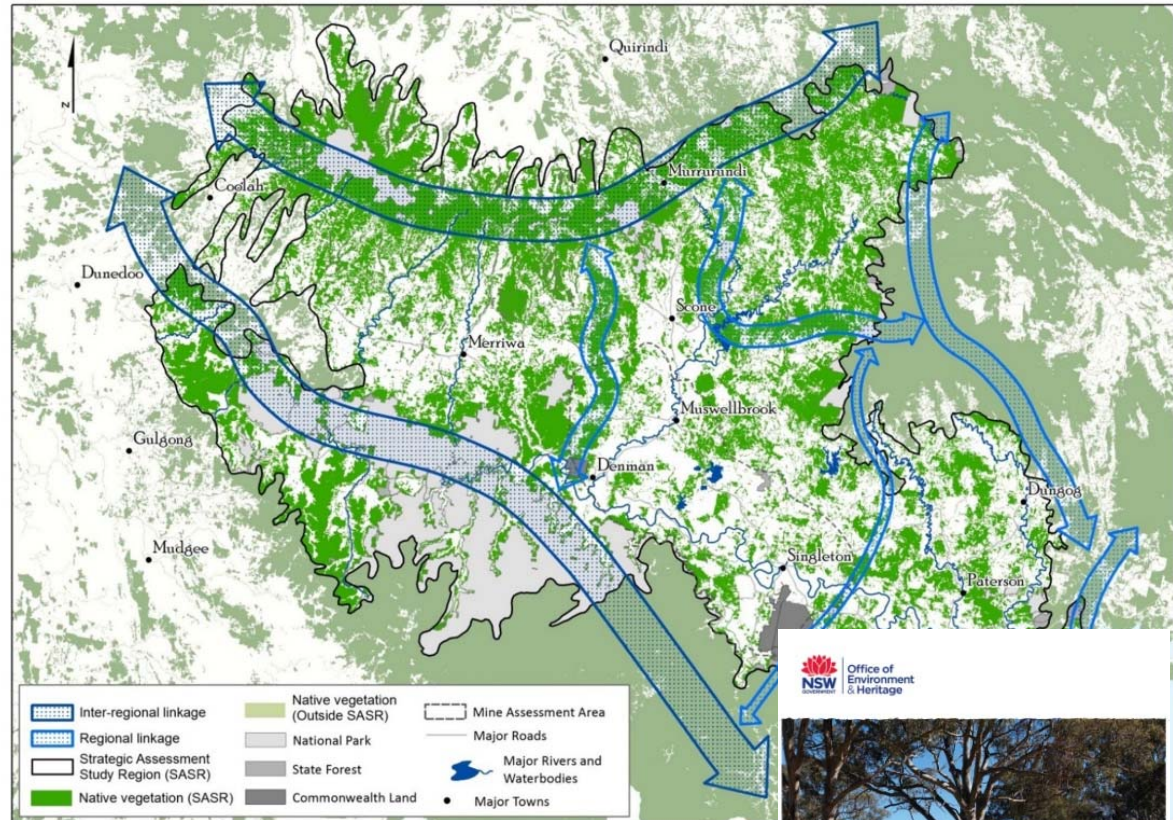 Quirindi
Murrurundi
Coolah
Dunedoo
Scone
Merriwa
Muswellbrook
Gulgong
Denman
Dungog
Mudgee
Singleton
Paterson
N
Inter-regional linkage
Regional linkage
Strategic Assessment
Study Region (SASR)
Native vegetation (SASR)
Native vegetation
(Outside SASR)
National Park
State Forest
Commonwealth Land
Mine Assessment Area
Major Roads
Major Rivers and
Waterbodies
Major Towns
NSW
GOVERNMENT
Office of
Environment
& Heritage